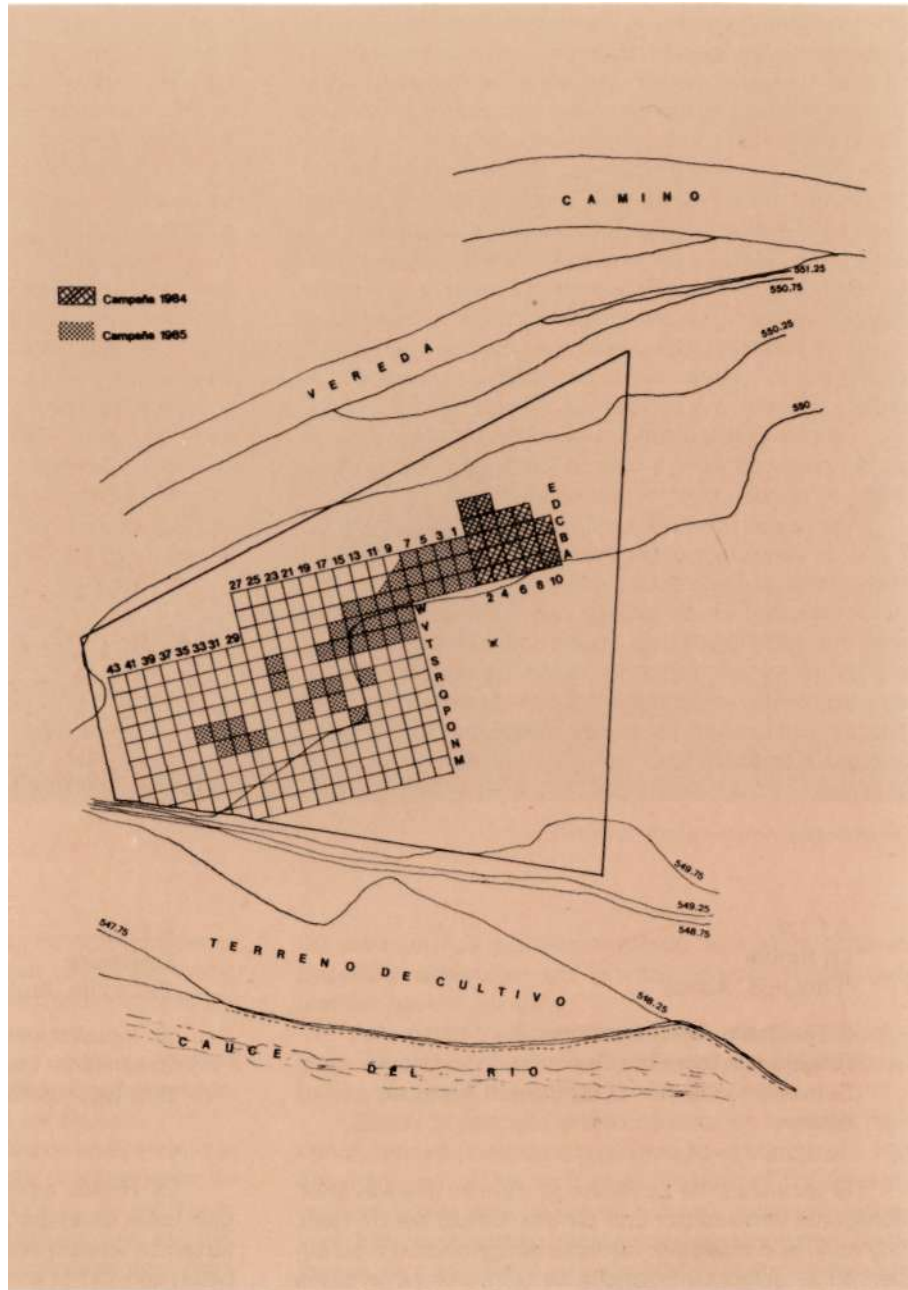 CAMINO
551.25
550.75
Campaña 1984
Campaña 1985
550.25
VEREDA
550
E
D
C
B
A
27 25 23 21 19 17 15 13 11 9 7 5 3 1
2 4 6 8 10
43 41 39 37 35 33 31 29
W
V
T
S
R
Q
P
O
N
M
549.75
549.25
548.75
547.75
TERRENO DE CULTIVO
548.25
CAUCE DEL RIO